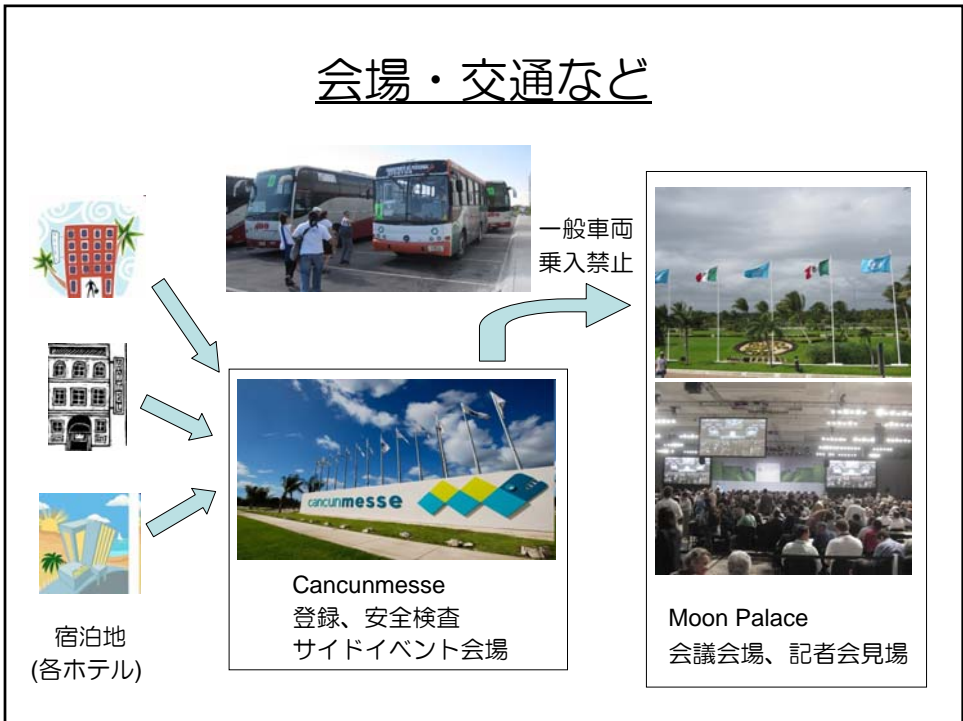 会場・交通など
一般車両
乗入禁止
cancunmesse
Cancunmesse
登録、安全検査
サイドイベント会場
宿泊地
(各ホテル)
Moon Palace
会議会場、記者会見場